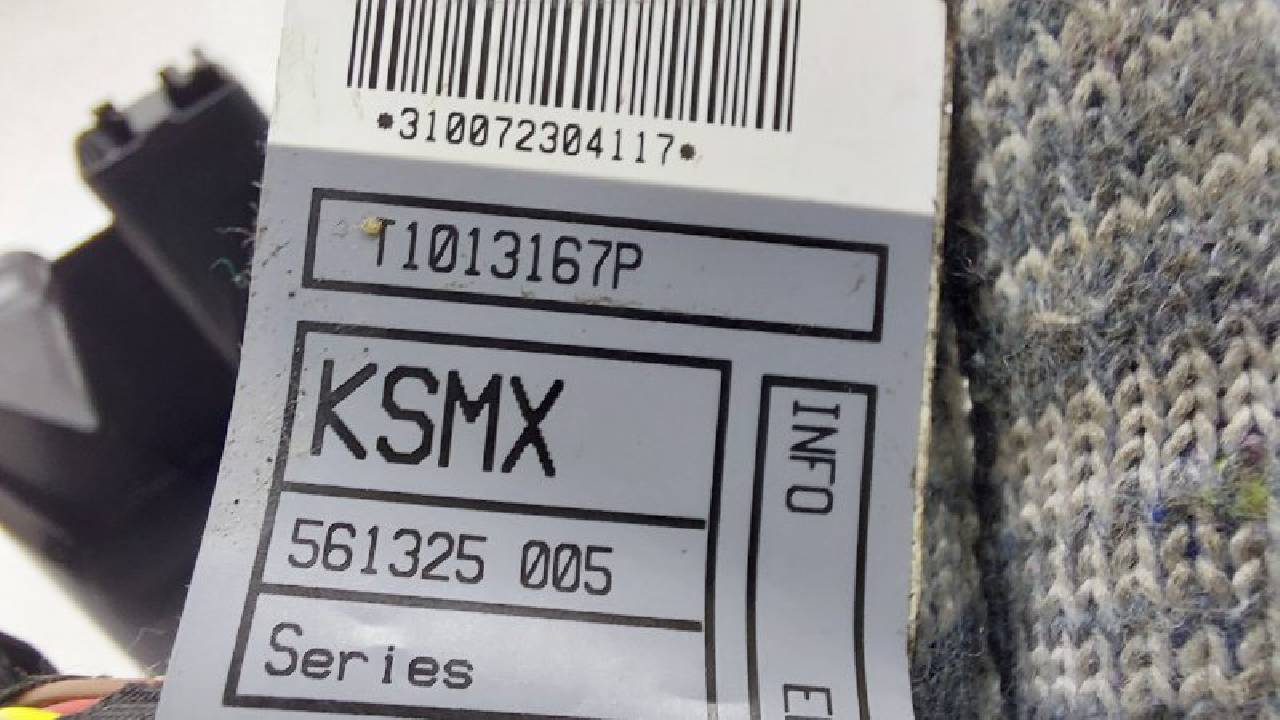 *310072304117*
T1013167P
KSMX
561325 005
Series
INFO